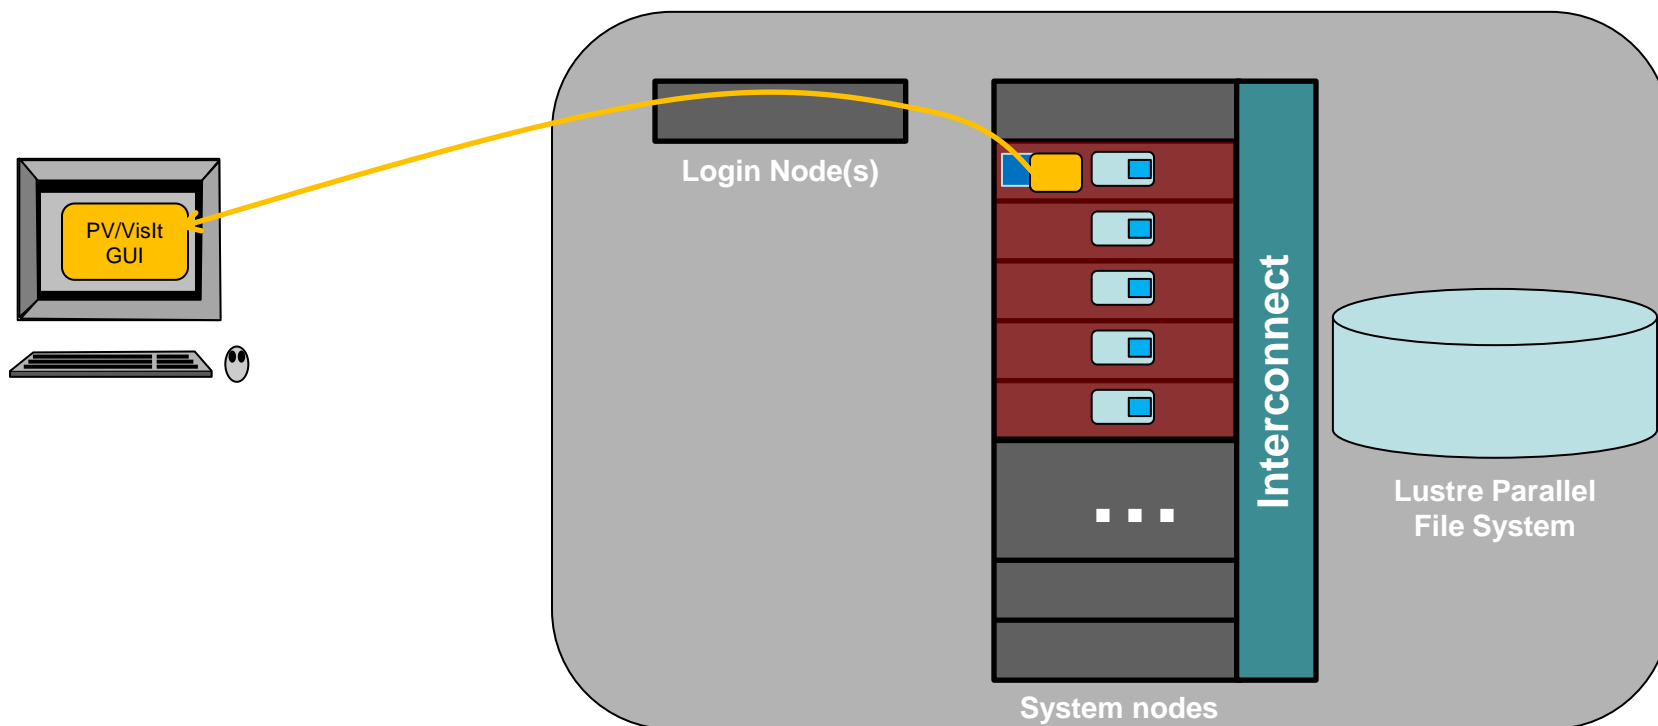 Login Node(s)
PV/VisIt
GUI
Interconnect
...
Lustre Parallel
File System
System nodes